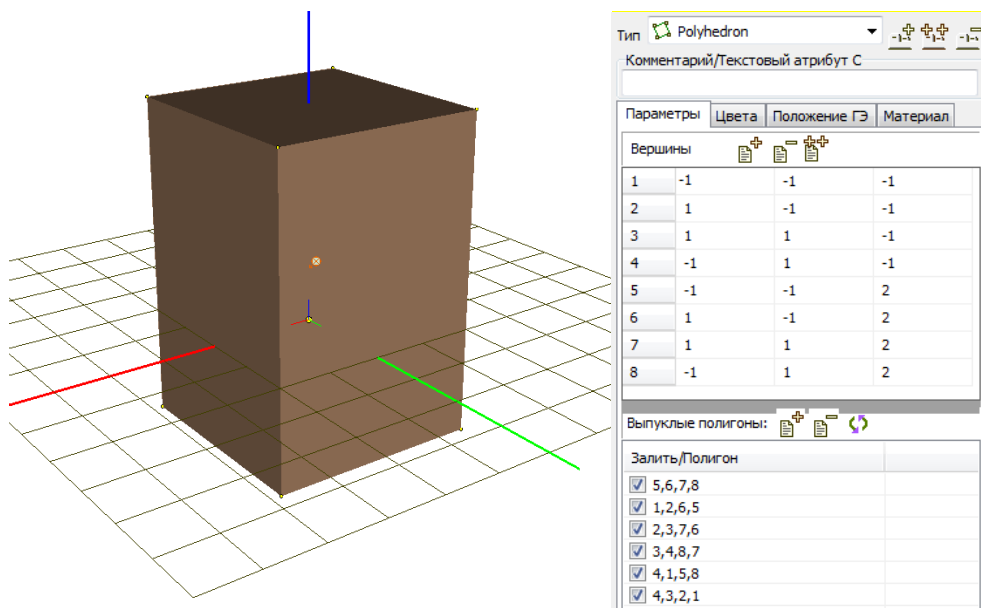 Тип Polyhedron
Комментарий/Текстовый атрибут С
Параметры Цвета Положение ГЭ Материал
Вершины
1 -1 -1 -1
2 1 -1 -1
3 1 1 -1
4 -1 1 -1
5 -1 -1 2
6 1 -1 2
7 1 1 2
8 -1 1 2
Выпуклые полигоны:
Залить/Полигон
5,6,7,8
1,2,6,5
2,3,7,6
3,4,8,7
4,1,5,8
4,3,2,1